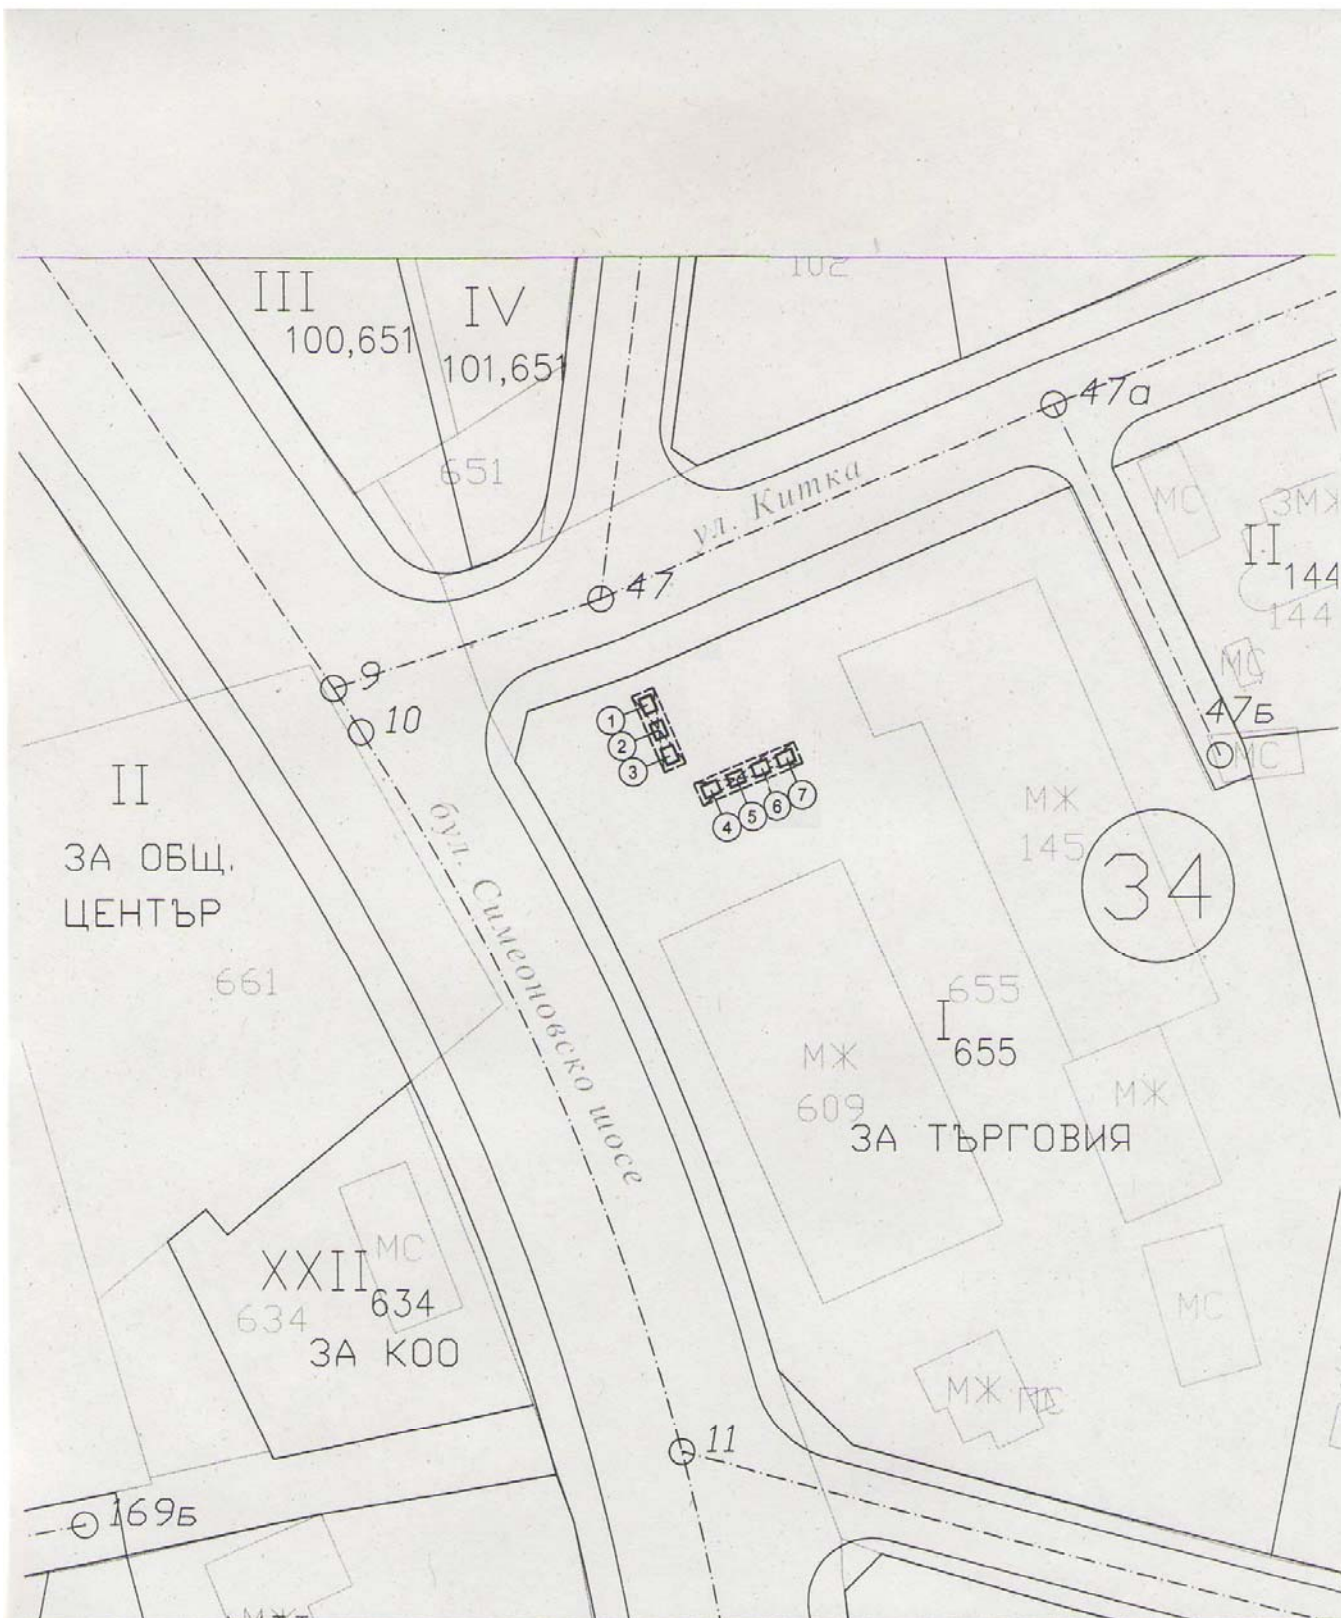 102
III
100,651
IV
101,651
47а
651
ул. Китка
МС
ЗМЖ
II
144
144
47
МС
9
10
47Б
МС
1
2
3
4
5
6
7
II
ЗА ОБЩ.
ЦЕНТЪР
бул. Симеоновско шосе
МЖ
145
34
661
655
I
655
МЖ
609
МЖ
ЗА ТЪРГОВИЯ
МС
XXII
634
634
ЗА КОО
МС
МЖ
11
169Б